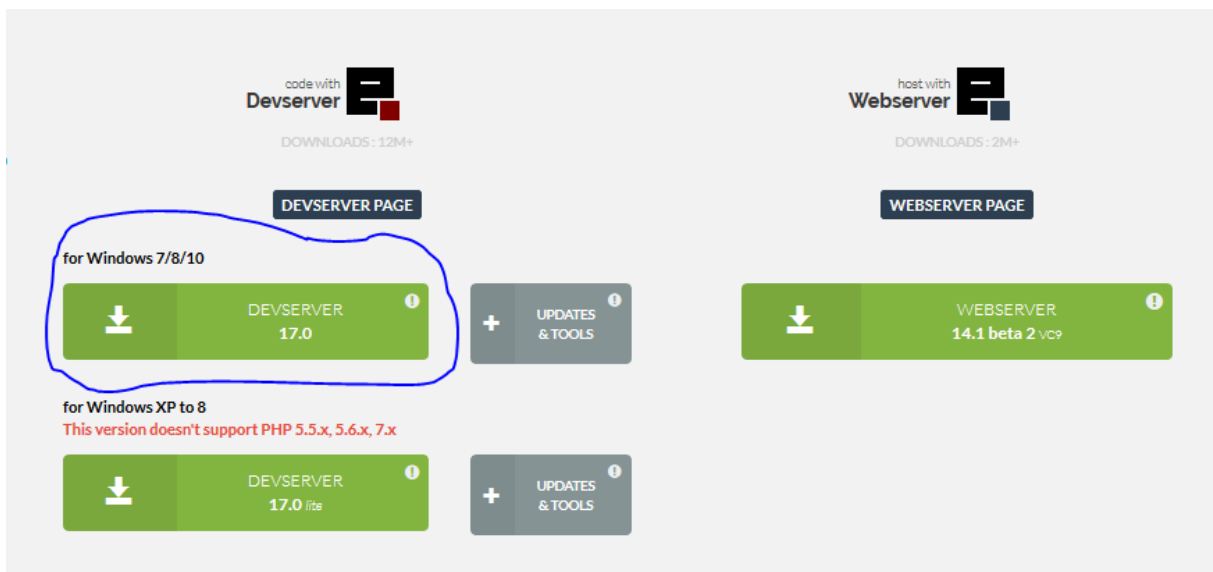 code with
Devserver
DOWNLOADS : 12M+
DEVSERVER PAGE
for Windows 7/8/10
DEVSERVER
17.0
UPDATES
& TOOLS
for Windows XP to 8
This version doesn't support PHP 5.5.x, 5.6.x, 7.x
DEVSERVER
17.0 lite
UPDATES
& TOOLS
host with
Webserver
DOWNLOADS : 2M+
WEBSERVER PAGE
WEBSERVER
14.1 beta 2 VC9